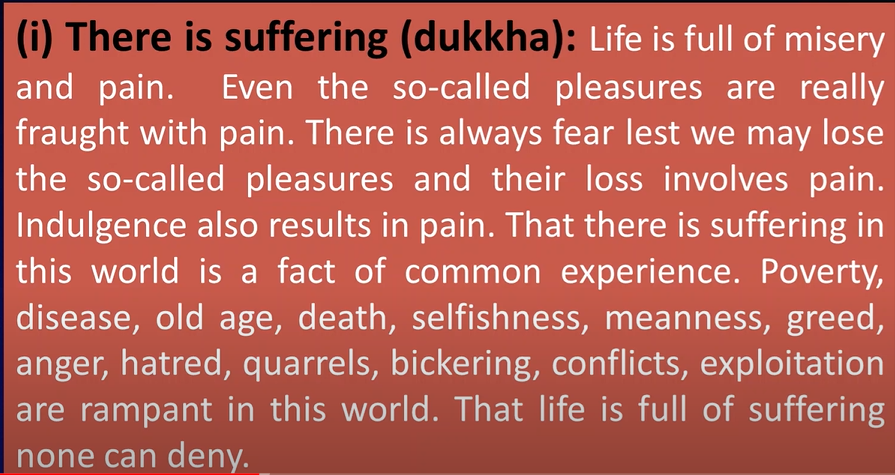 (i) There is suffering (dukkha): Life is full of misery
and pain. Even the so-called pleasures are really
fraught with pain. There is always fear lest we may lose
the so-called pleasures and their loss involves pain.
Indulgence also results in pain. That there is suffering in
this world is a fact of common experience. Poverty,
disease, old age, death, selfishness, meanness, greed,
anger, hatred, quarrels, bickering, conflicts, exploitation
are rampant in this world. That life is full of suffering
none can deny.